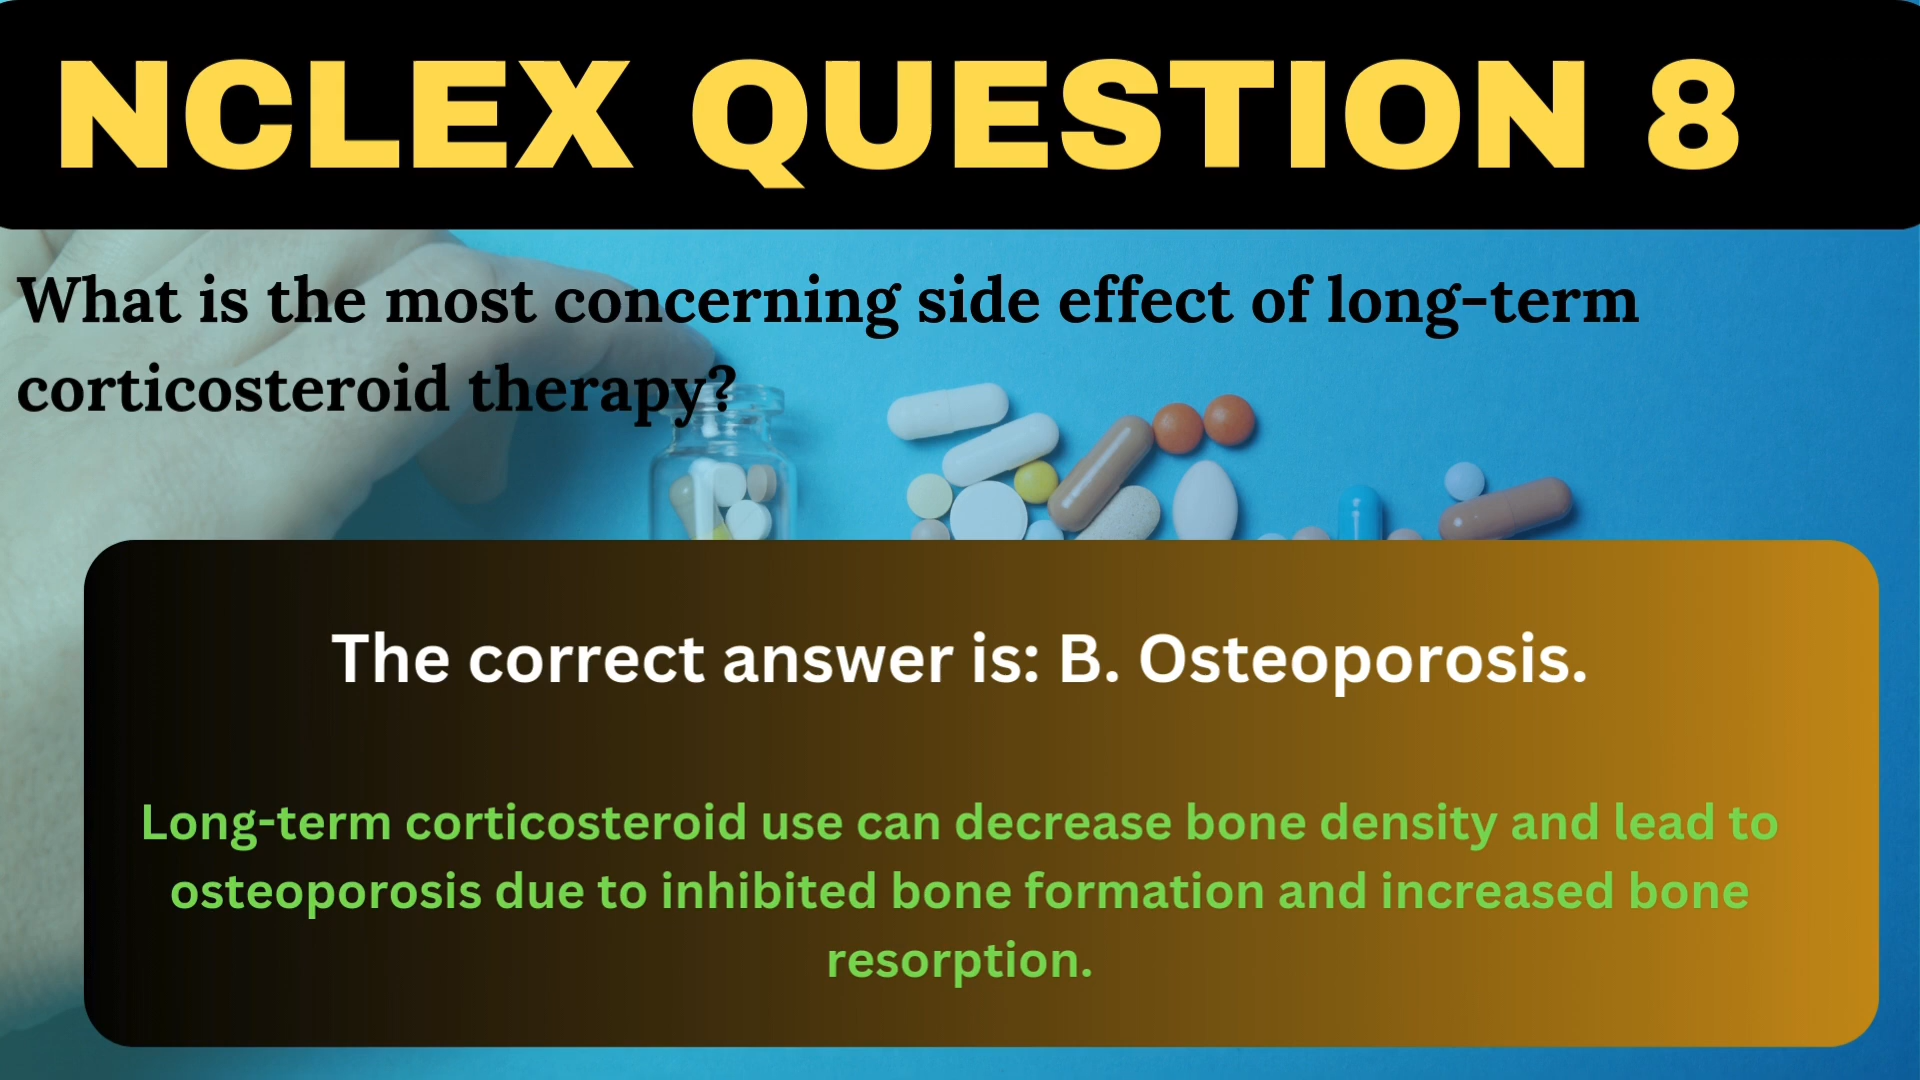 NCLEX QUESTION 8
What is the most concerning side effect of long-term
corticosteroid therapy?
The correct answer is: B. Osteoporosis.
Long-term corticosteroid use can decrease bone density and lead to
osteoporosis due to inhibited bone formation and increased bone
resorption.